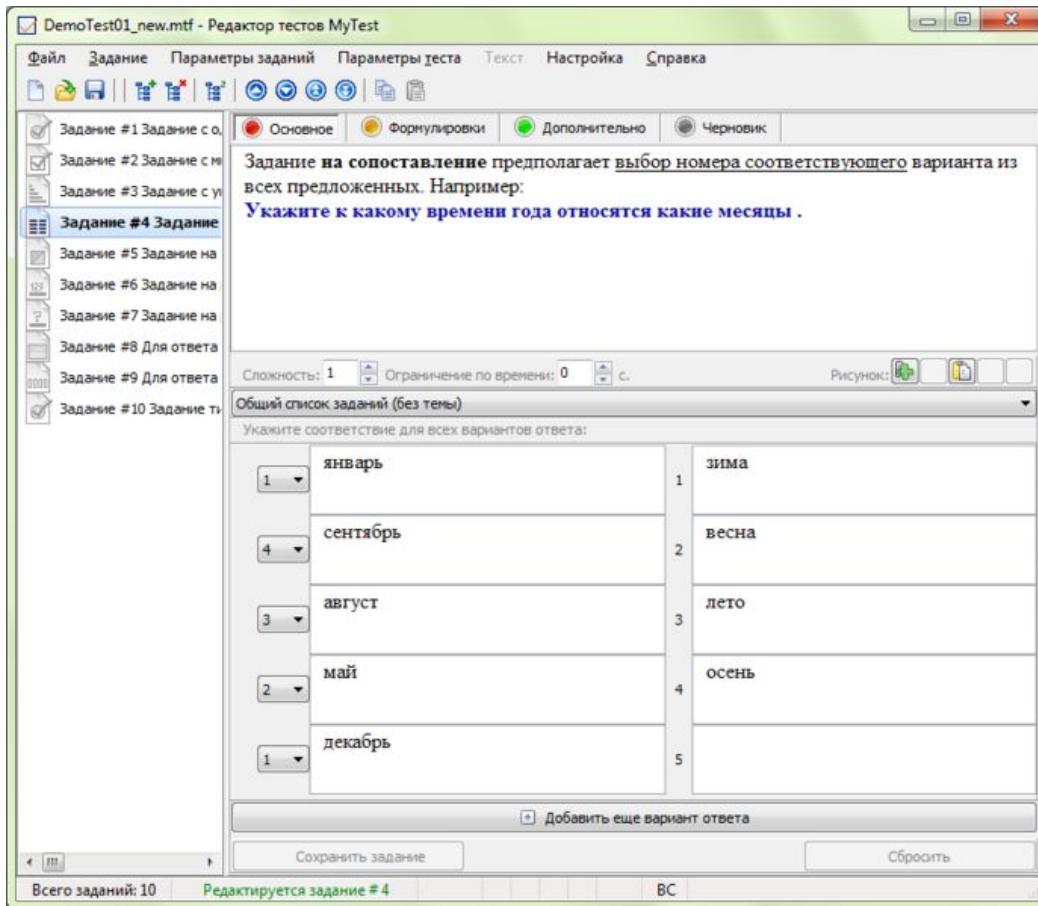 DemoTest01_new.mtf - Редактор тестов MyTest
Файл Задание Параметры заданий Параметры теста Текст Настройка Справка
Задание #1 Задание с о
Задание #2 Задание с м
Задание #3 Задание с у
Задание #4 Задание
Задание #5 Задание на
Задание #6 Задание на
Задание #7 Задание на
Задание #8 Для ответа
Задание #9 Для ответа
Задание #10 Задание ти
Основное Формулировки Дополнительно Черновик
Задание на сопоставление предполагает выбор номера соответствующего варианта из
всех предложенных. Например:
Укажите к какому времени года относятся какие месяцы .
Сложность: 1 Ограничение по времени: 0 с. Рисунок:
Общий список заданий (без темы)
Укажите соответствие для всех вариантов ответа:
1 январь 1 зима
4 сентябрь 2 весна
3 август 3 лето
2 май 4 осень
1 декабрь 5
Добавить еще вариант ответа
Сохранить задание Сбросить
Всего заданий: 10 Редактируется задание # 4 ВС